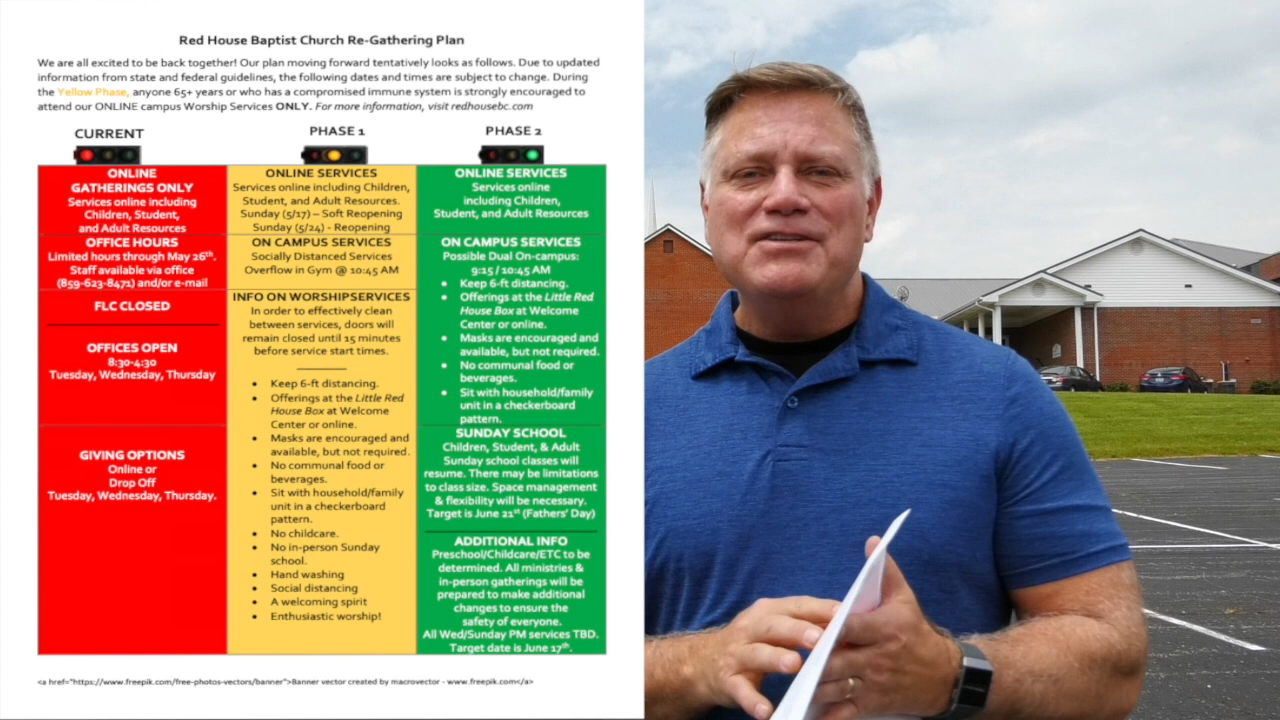 Red House Baptist Church Re-Gathering Plan
We are all excited to be back together! Our plan moving forward tentatively looks as follows. Due to updated
information from state and federal guidelines, the following dates and times are subject to change. During
the Yellow Phase, anyone 65+ years or who has a compromised immune system is strongly encouraged to
attend our ONLINE campus Worship Services ONLY. For more information, visit redhousebc.com
CURRENT
ONLINE
GATHERINGS ONLY
Services online including
Children, Student,
and Adult Resources
OFFICE HOURS
Limited hours through May 26th.
Staff available via office
(859-623-8471) and/or e-mail
FLC CLOSED
OFFICES OPEN
8:30-4:30
Tuesday, Wednesday, Thursday
GIVING OPTIONS
Online or
Drop Off
Tuesday, Wednesday, Thursday.
PHASE 1
ONLINE SERVICES
Services online including Children,
Student, and Adult Resources.
Sunday (5/17) – Soft Reopening
Sunday (5/24) - Reopening
ON CAMPUS SERVICES
Socially Distanced Services
Overflow in Gym @ 10:45 AM
INFO ON WORSHIPSERVICES
In order to effectively clean
between services, doors will
remain closed until 15 minutes
before service start times.
• Keep 6-ft distancing.
• Offerings at the Little Red
House Box at Welcome
Center or online.
• Masks are encouraged and
available, but not required.
• No communal food or
beverages.
• Sit with household/family
unit in a checkerboard
pattern.
• No childcare.
• No in-person Sunday
school.
• Hand washing
• Social distancing
• A welcoming spirit
• Enthusiastic worship!
PHASE 2
ONLINE SERVICES
Services online
including Children,
Student, and Adult Resources
ON CAMPUS SERVICES
Possible Dual On-campus:
9:15 / 10:45 AM
• Keep 6-ft distancing.
• Offerings at the Little Red
House Box at Welcome
Center or online.
• Masks are encouraged and
available, but not required.
• No communal food or
beverages.
• Sit with household/family
unit in a checkerboard
pattern.
SUNDAY SCHOOL
Children, Student, & Adult
Sunday school classes will
resume. There may be limitations
to class size. Space management
& flexibility will be necessary.
Target is June 21st (Fathers' Day)
ADDITIONAL INFO
Preschool/Childcare/ETC to be
determined. All ministries &
in-person gatherings will be
prepared to make additional
changes to ensure the
safety of everyone.
All Wed/Sunday PM services TBD.
Target date is June 17th.
<a href="https://www.freepik.com/free-photos-vectors/banner">Banner vector created by macrovector - www.freepik.com</a>